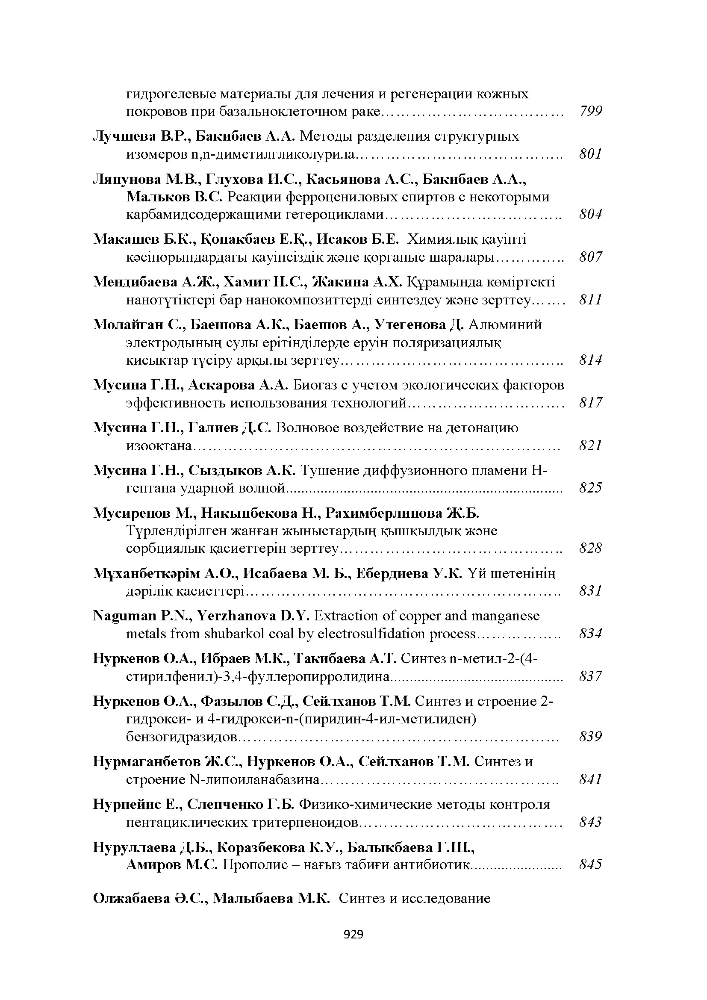 гидрогелевые материалы для лечения и регенерации кожных
покровов при базальноклеточном раке……………………………… 799
Лучшева В.Р., Бакибаев А.А. Методы разделения структурных
изомеров n,n-диметилгликолурила………………………………….. 801
Ляпунова М.В., Глухова И.С., Касьянова А.С., Бакибаев А.А.,
Мальков В.С. Реакции ферроцениловых спиртов с некоторыми
карбамидсодержащими гетероциклами…………………………….. 804
Макашев Б.К., Қонакбаев Е.Қ., Исаков Б.Е. Химиялық қауіпті
кәсіпорындардағы қауіпсіздік және қорғаныс шаралары………….. 807
Мендибаева А.Ж., Хамит Н.С., Жакина А.Х. Құрамында көміртекті
нанотүтіктері бар нанокомпозиттерді синтездеу және зерттеу……. 811
Молайган С., Баешова А.К., Баешов А., Утегенова Д. Алюминий
электродының сулы ерітінділерде еруін поляризациялық
қисықтар түсіру арқылы зерттеу…………………………………….. 814
Мусина Г.Н., Аскарова А.А. Биогаз с учетом экологических факторов
эффективность использования технологий…………………………. 817
Мусина Г.Н., Галиев Д.С. Волновое воздействие на детонацию
изооктана……………………………………………………………… 821
Мусина Г.Н., Сыздыков А.К. Тушение диффузионного пламени Н-
гептана ударной волной........................................................................ 825
Мусирепов М., Накыпбекова Н., Рахимберлинова Ж.Б.
Түрлендірілген жанған жыныстардың қышқылдық және
сорбциялық қасиеттерін зерттеу…………………………………….. 828
Мұханбеткәрім А.О., Исабаева М. Б., Ебердиева У.К. Үй шетенінің
дәрілік қасиеттері…………………………………………………….. 831
Naguman P.N., Yerzhanova D.Y. Extraction of copper and manganese
metals from shubarkol coal by electrosulfidation process…………….. 834
Нуркенов О.А., Ибраев М.К., Такибаева А.Т. Синтез n-метил-2-(4-
стирилфенил)-3,4-фуллеропирролидина............................................. 837
Нуркенов О.А., Фазылов С.Д., Сейлханов Т.М. Синтез и строение 2-
гидрокси- и 4-гидрокси-n-(пиридин-4-ил-метилиден)
бензогидразидов……………………………………………………… 839
Нурмаганбетов Ж.С., Нуркенов О.А., Сейлханов Т.М. Синтез и
строение N-липоиланабазина……………………………………….. 841
Нурпейис Е., Слепченко Г.Б. Физико-химические методы контроля
пентациклических тритерпеноидов…………………………………. 843
Нуруллаева Д.Б., Коразбекова К.У., Балыкбаева Г.Ш.,
Амиров М.С. Прополис – нағыз табиғи антибиотик........................ 845
Олжабаева Ә.С., Малыбаева М.К. Синтез и исследование
929